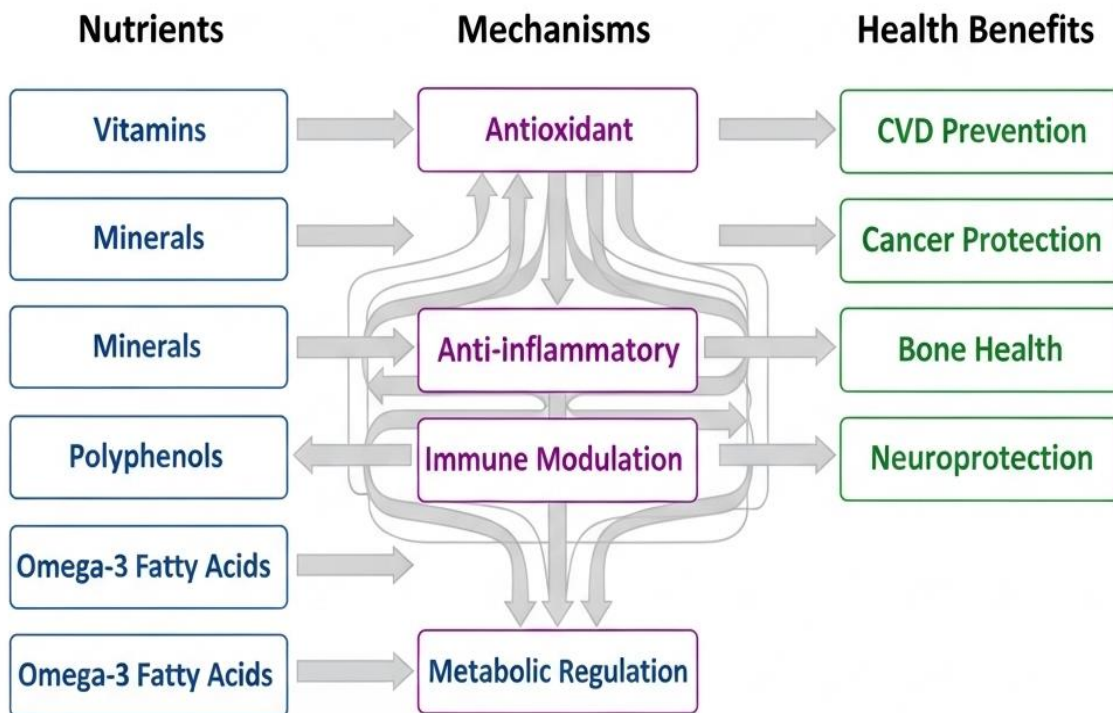 Nutrients
Mechanisms
Health Benefits
Vitamins
Antioxidant
CVD Prevention
Minerals
Cancer Protection
Minerals
Anti-inflammatory
Bone Health
Polyphenols
Immune Modulation
Neuroprotection
Omega-3 Fatty Acids
Omega-3 Fatty Acids
Metabolic Regulation